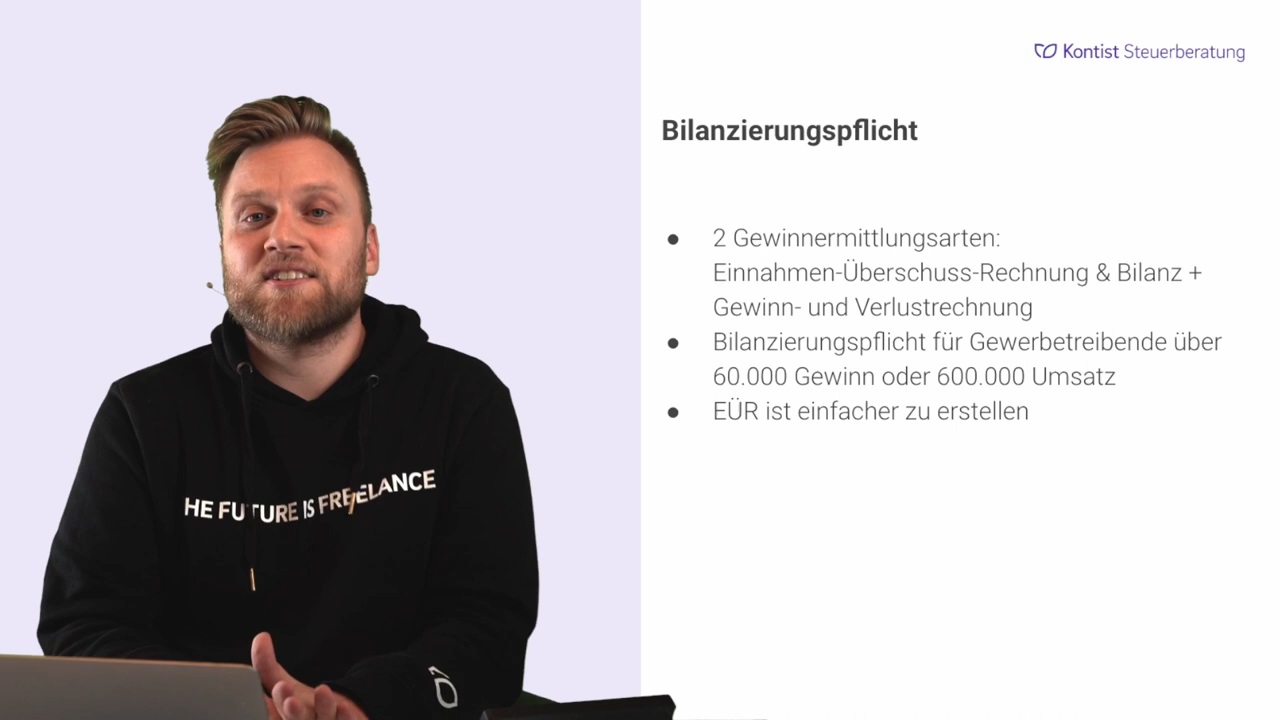 Kontist Steuerberatung
Bilanzierungspflicht
● 2 Gewinnermittlungsarten:
Einnahmen-Überschuss-Rechnung & Bilanz +
Gewinn- und Verlustrechnung
● Bilanzierungspflicht für Gewerbetreibende über
60.000 Gewinn oder 600.000 Umsatz
● EÜR ist einfacher zu erstellen
HE FUTURE IS FREELANCE